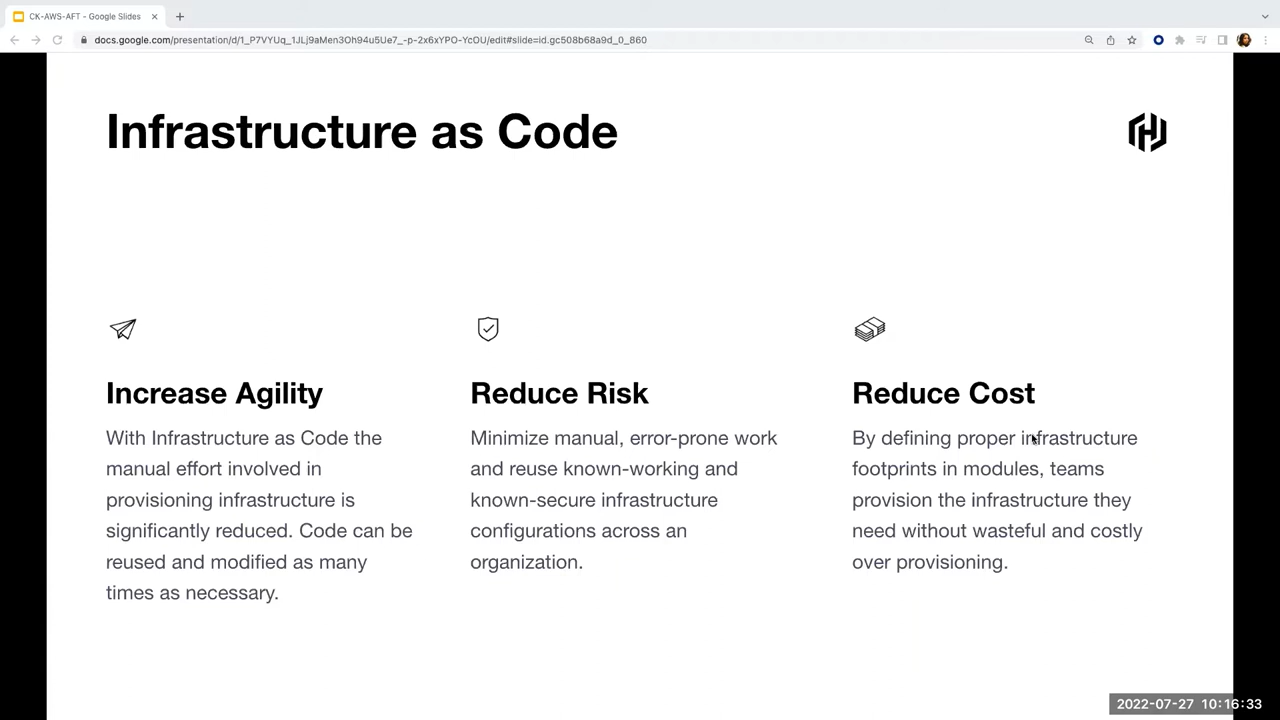 CK-AWS-AFT - Google Slides
docs.google.com/presentation/d/1_P7VYUq_1JLj9aMen3Oh94u5Ue7_-p-2x6xYPO-YcOU/edit#slide=id.gc508b68a9d_0_860
Infrastructure as Code
Increase Agility
With Infrastructure as Code the
manual effort involved in
provisioning infrastructure is
significantly reduced. Code can be
reused and modified as many
times as necessary.
Reduce Risk
Minimize manual, error-prone work
and reuse known-working and
known-secure infrastructure
configurations across an
organization.
Reduce Cost
By defining proper infrastructure
footprints in modules, teams
provision the infrastructure they
need without wasteful and costly
over provisioning.
2022-07-27 10:16:33